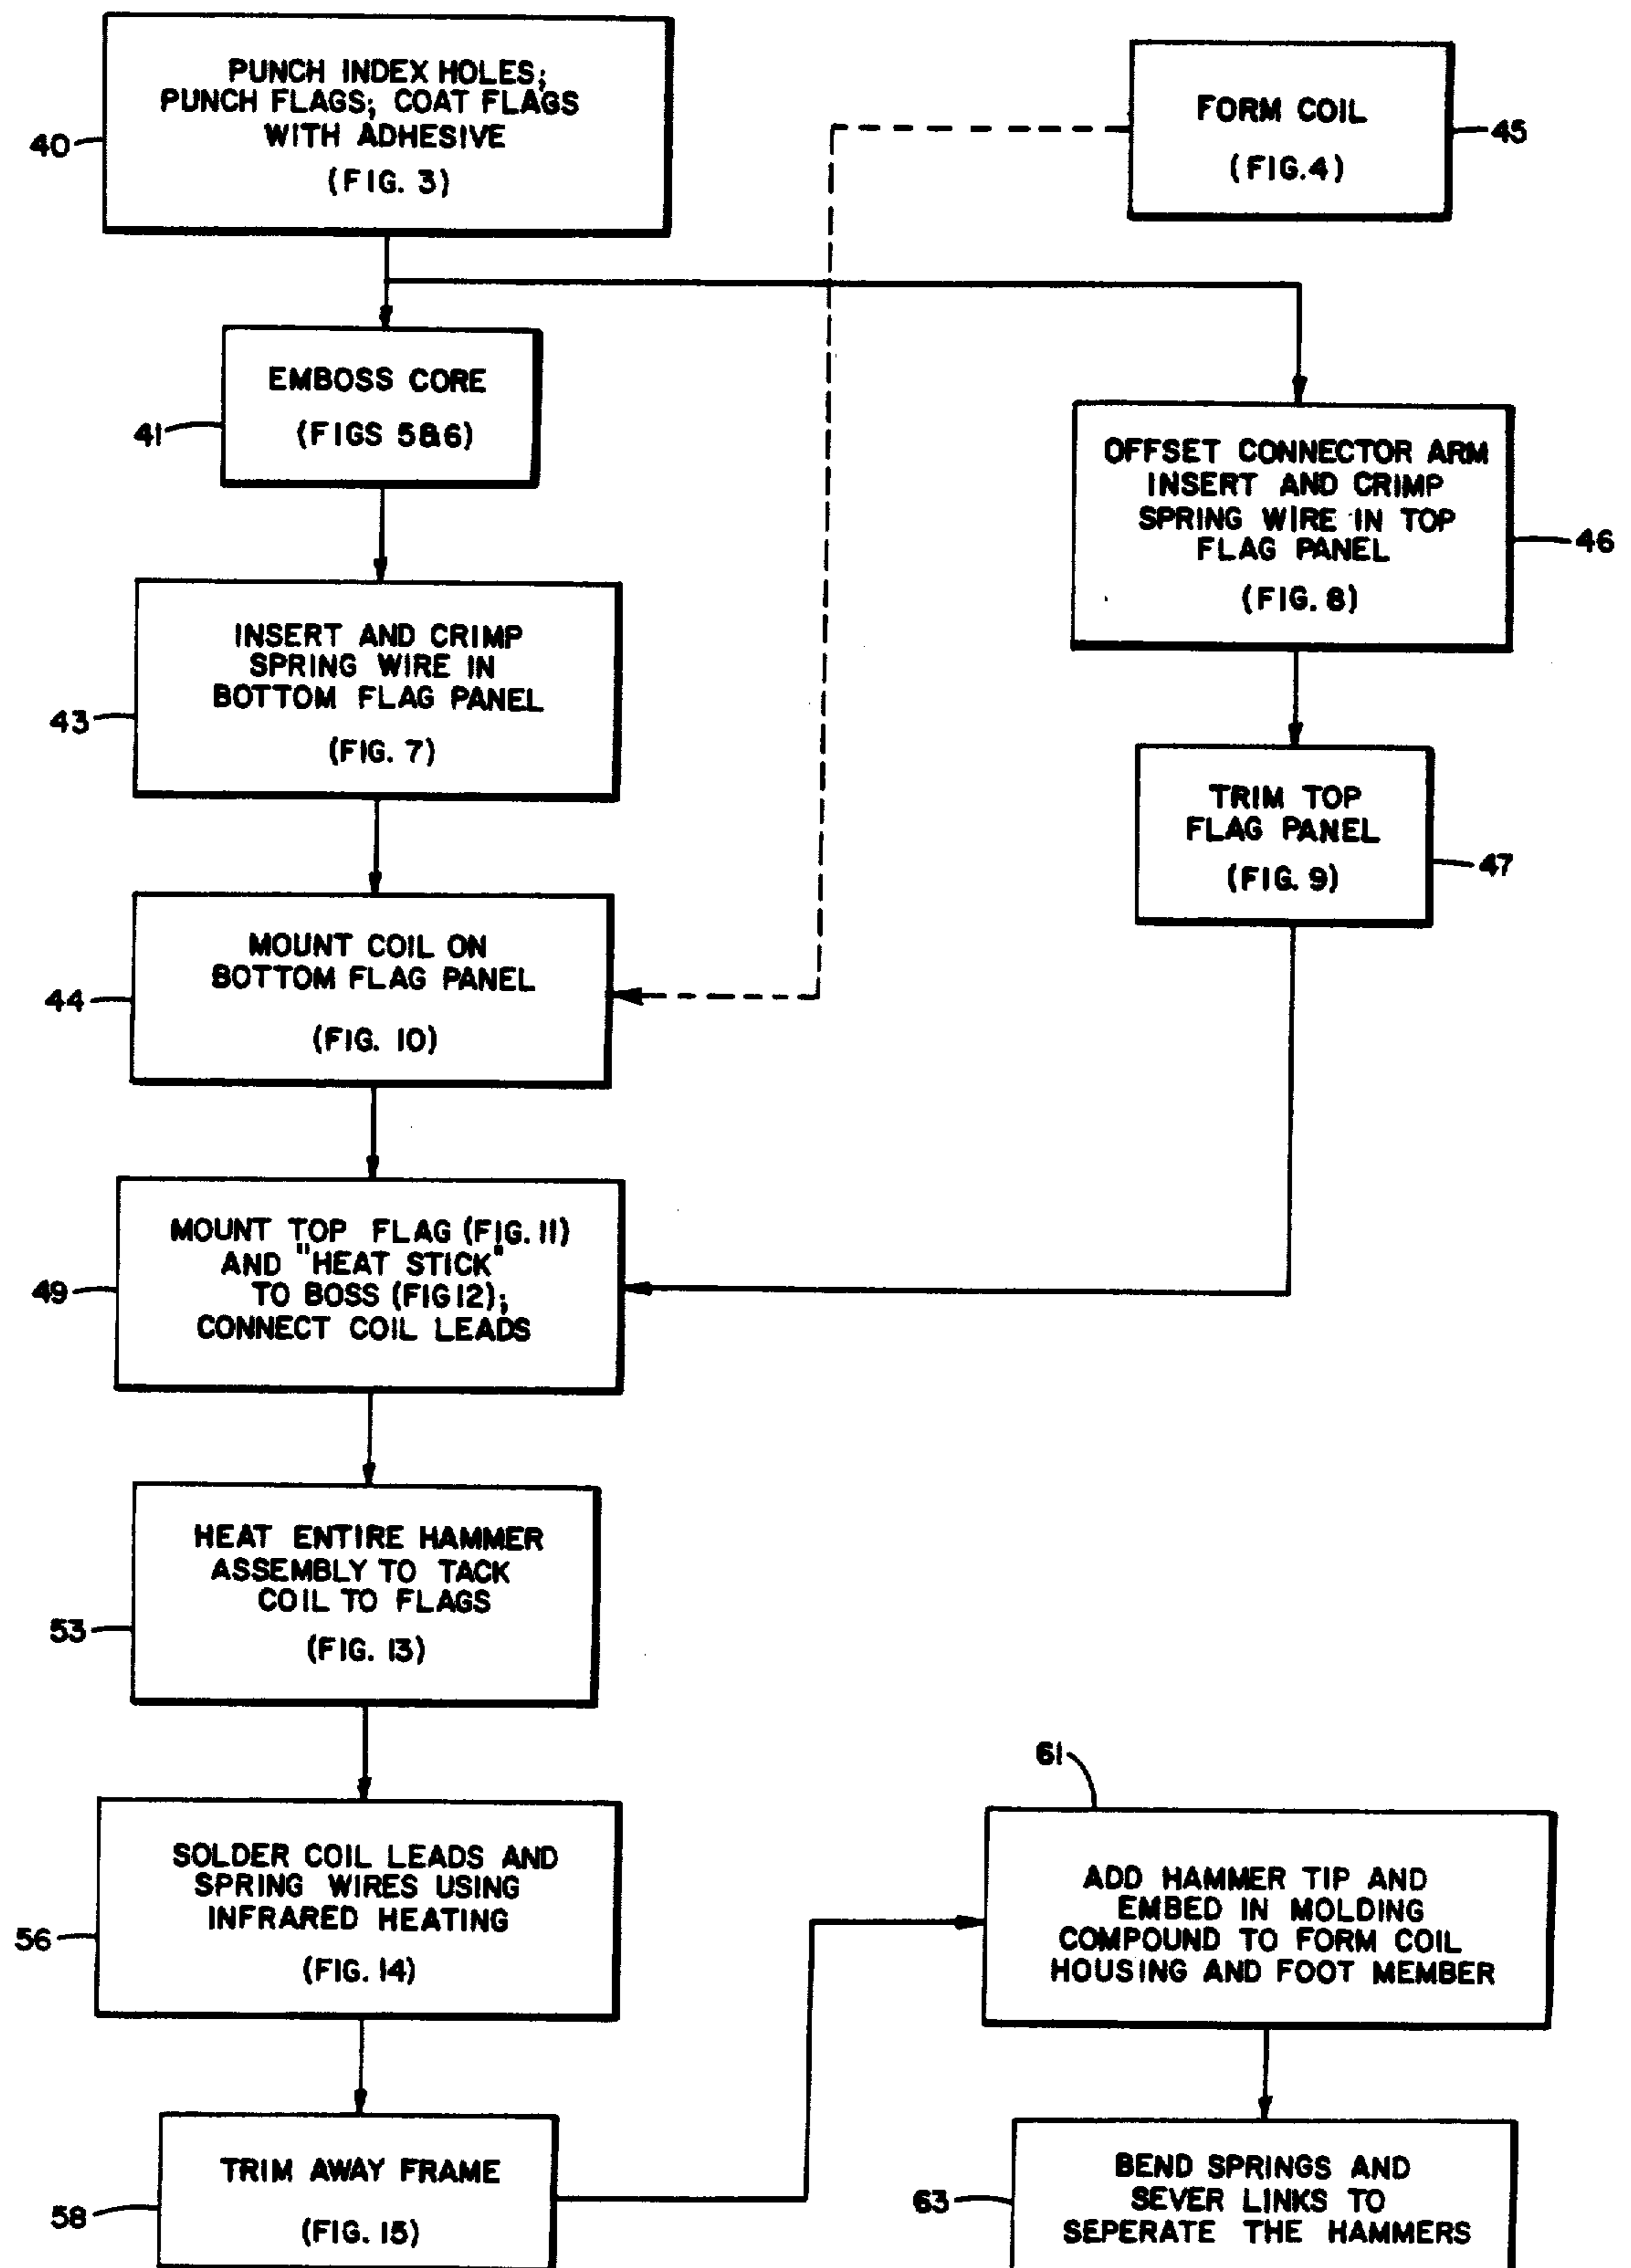 PUNCH INDEX HOLES;
PUNCH FLAGS; COAT FLAGS
WITH ADHESIVE
(FIG. 3)
40
FORM COIL
(FIG.4)
45
EMBOSS CORE
(FIGS 5&6)
41
OFFSET CONNECTOR ARM
INSERT AND CRIMP
SPRING WIRE IN TOP
FLAG PANEL
(FIG. 8)
46
INSERT AND CRIMP
SPRING WIRE IN
BOTTOM FLAG PANEL
(FIG. 7)
43
TRIM TOP
FLAG PANEL
(FIG. 9)
47
MOUNT COIL ON
BOTTOM FLAG PANEL
(FIG. 10)
44
MOUNT TOP FLAG (FIG. 11)
AND "HEAT STICK"
TO BOSS (FIG 12);
CONNECT COIL LEADS
49
HEAT ENTIRE HAMMER
ASSEMBLY TO TACK
COIL TO FLAGS
(FIG. 13)
53
SOLDER COIL LEADS AND
SPRING WIRES USING
INFRARED HEATING
(FIG. 14)
56
61
ADD HAMMER TIP AND
EMBED IN MOLDING
COMPOUND TO FORM COIL
HOUSING AND FOOT MEMBER
TRIM AWAY FRAME
(FIG. 15)
58
BEND SPRINGS AND
SEVER LINKS TO
SEPERATE THE HAMMERS
63